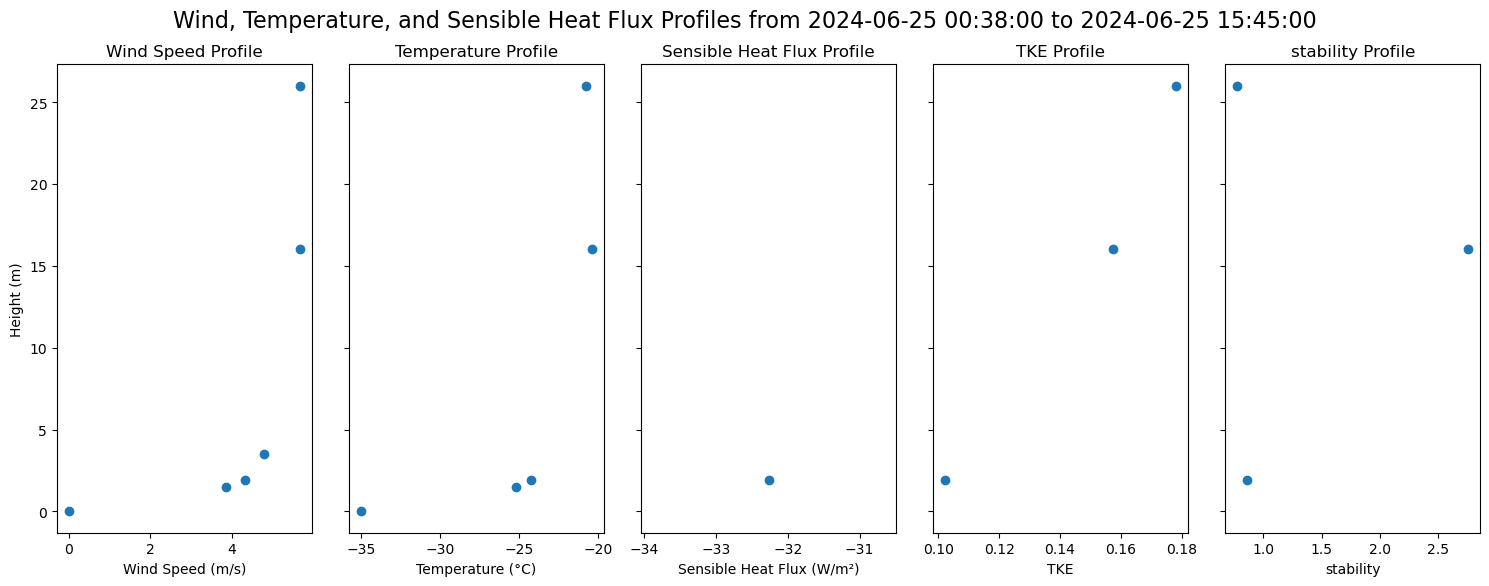 Wind, Temperature, and Sensible Heat Flux Profiles from 2024-06-25 00:38:00 to 2024-06-25 15:45:00
Wind Speed Profile
Temperature Profile
Sensible Heat Flux Profile
TKE Profile
stability Profile
25
20
15
10
5
0
Height (m)
0 2 4
−35 −30 −25 −20
−34 −33 −32 −31
0.10 0.12 0.14 0.16 0.18
1.0 1.5 2.0 2.5
Wind Speed (m/s)
Temperature (°C)
Sensible Heat Flux (W/m²)
TKE
stability